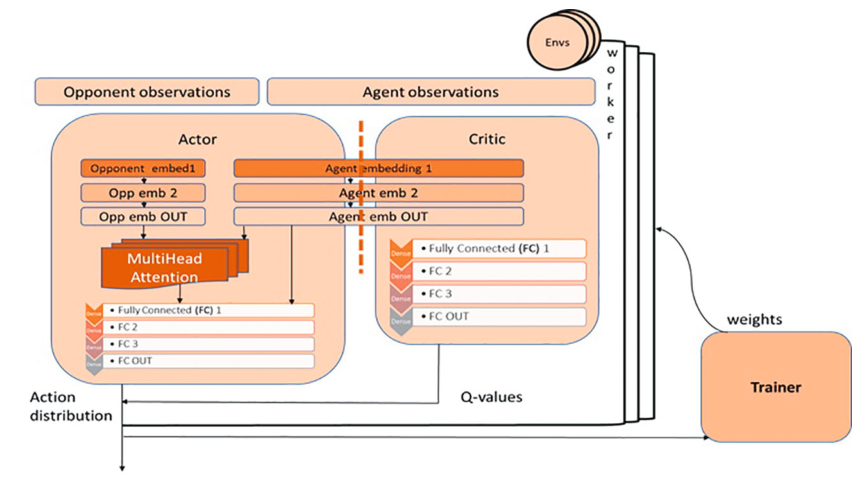 Envs
w
o
r
k
e
r
Opponent observations
Agent observations
Actor
Critic
Opponent embed1
Agent embedding 1
Opp emb 2
Agent emb 2
Opp emb OUT
Agent emb OUT
MultiHead
Attention
Dense
• Fully Connected (FC) 1
Dense
• FC 2
Dense
• FC 3
Dense
• FC OUT
Dense
• Fully Connected (FC) 1
Dense
• FC 2
Dense
• FC 3
Dense
• FC OUT
weights
Trainer
Action
distribution
Q-values